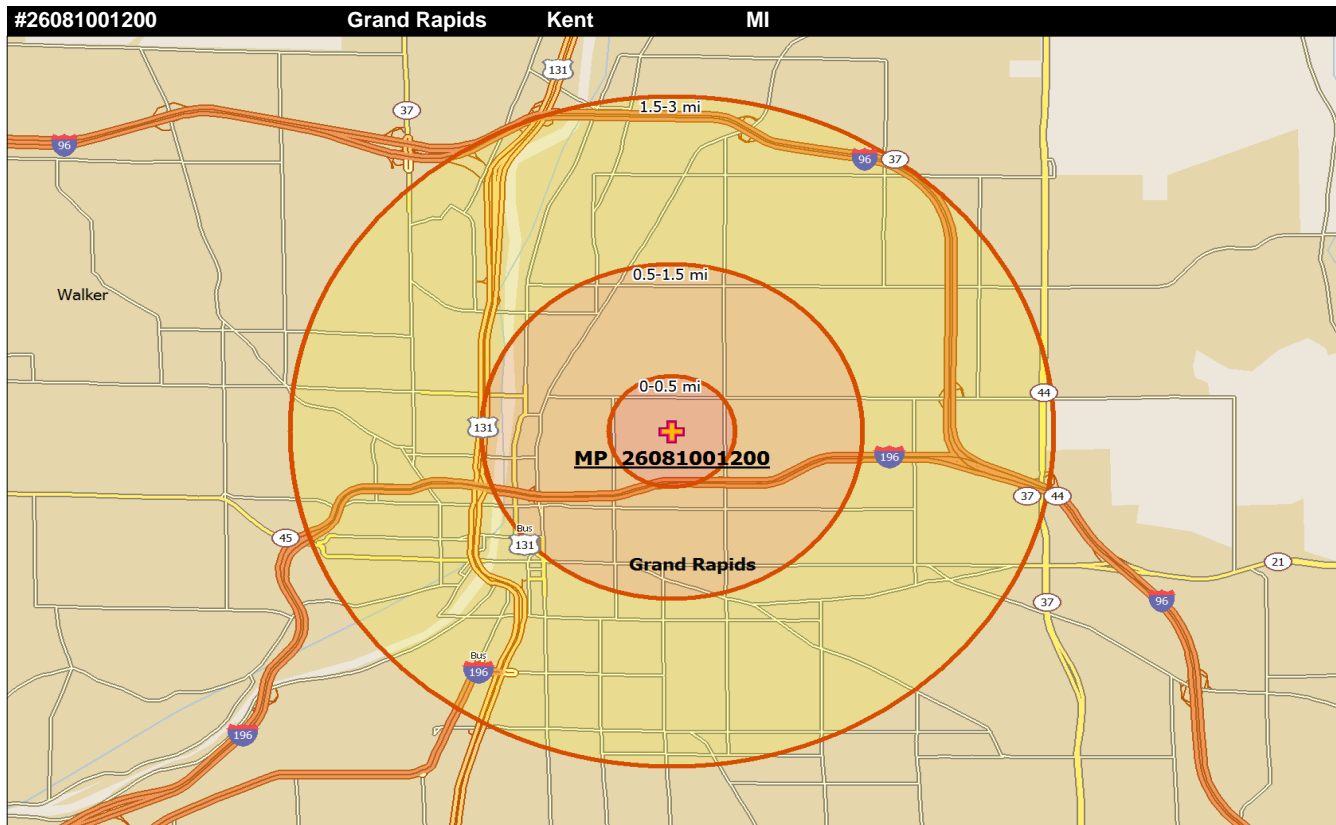 #26081001200 Grand Rapids Kent MI
131
1.5-3 mi
37
96
96
37
0.5-1.5 mi
Walker
0-0.5 mi
44
131
MP 26081001200
196
37
44
45
Bus
131
Grand Rapids
21
96
37
Bus
196
196